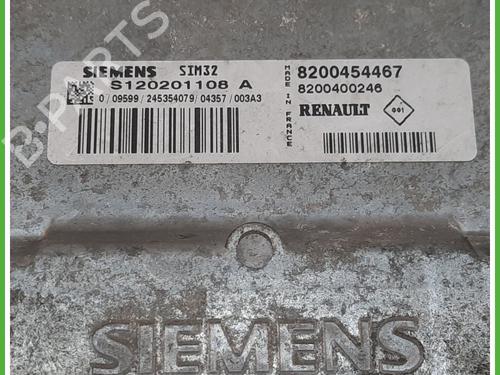 SIEMENS SIM32
S120201108 A
0/09599/245354079/04357/003A3
MADE IN FRANCE
8200454467
8200400246
RENAULT
001
SIEMENS
B-PARTS